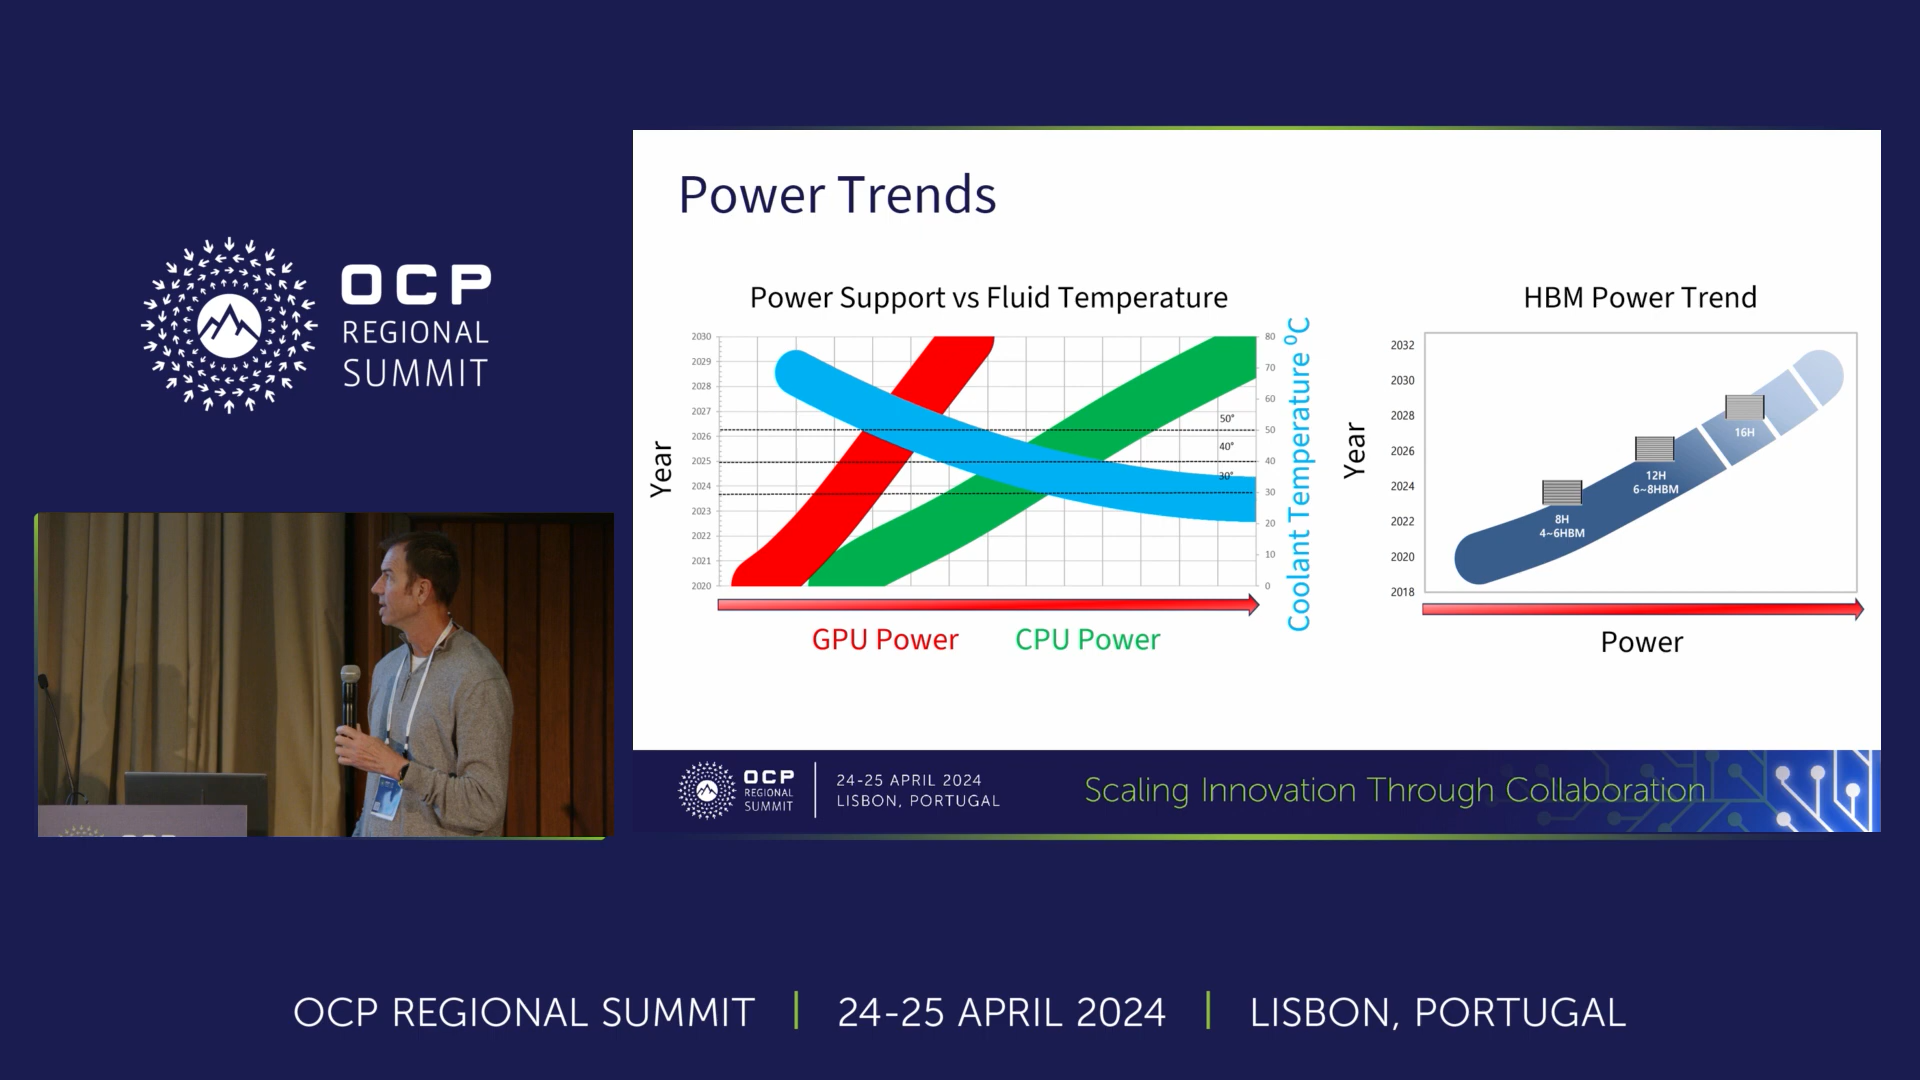 OCP
REGIONAL
SUMMIT
Power Trends
Power Support vs Fluid Temperature
Year
2030
2029
2028
2027
2026
2025
2024
2023
2022
2021
2020
50°
40°
30°
80
70
60
50
40
30
20
10
0
Coolant Temperature ⁰C
GPU Power
CPU Power
HBM Power Trend
Year
2032
2030
2028
2026
2024
2022
2020
2018
8H
4~6HBM
12H
6~8HBM
16H
Power
OCP
REGIONAL
SUMMIT
24-25 APRIL 2024
LISBON, PORTUGAL
Scaling Innovation Through Collaboration
OCP REGIONAL SUMMIT | 24-25 APRIL 2024 | LISBON, PORTUGAL